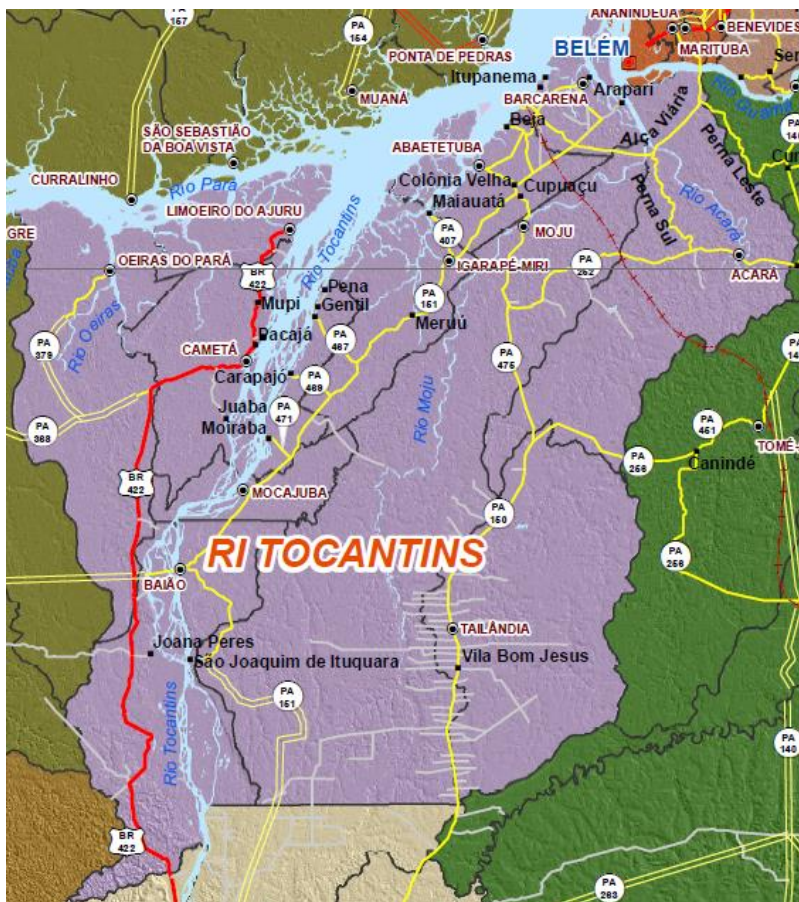 PA
157
PA
154
ANANINDEUA
BENEVIDES
PONTA DE PEDRAS
BELÉM
MARITUBA
Itupanema
Arapari
MUANÁ
BARCARENA
Rio Guamá
Beja
PA
SÃO SEBASTIÃO
DA BOA VISTA
Alça Viária
ABAETETUBA
Perna Leste
CURRALINHO
Rio Pará
Colônia Velha
Cupuaçu
Maiauatá
Perna Sul
Rio Acará
LIMOEIRO DO AJURU
Rio Tocantins
MOJU
PA
407
GRE
OEIRAS DO PARÁ
BR
422
IGARAPÉ-MIRI
PA
252
ACARÁ
Mupi
Pena
Gentil
PA
151
Meruú
Rio Oeiras
PA
379
Pacajá
PA
467
CAMETÁ
PA
475
Carapajó
PA
469
Juaba
PA
471
Moiraba
Rio Moju
PA
368
PA
451
TOMÉ-
PA
256
Canindé
BR
422
MOCAJUBA
PA
150
RI TOCANTINS
PA
256
BAIÃO
TAILÂNDIA
Joana Peres
São Joaquim de Ituquara
Vila Bom Jesus
PA
151
Rio Tocantins
PA
140
BR
422
PA
263